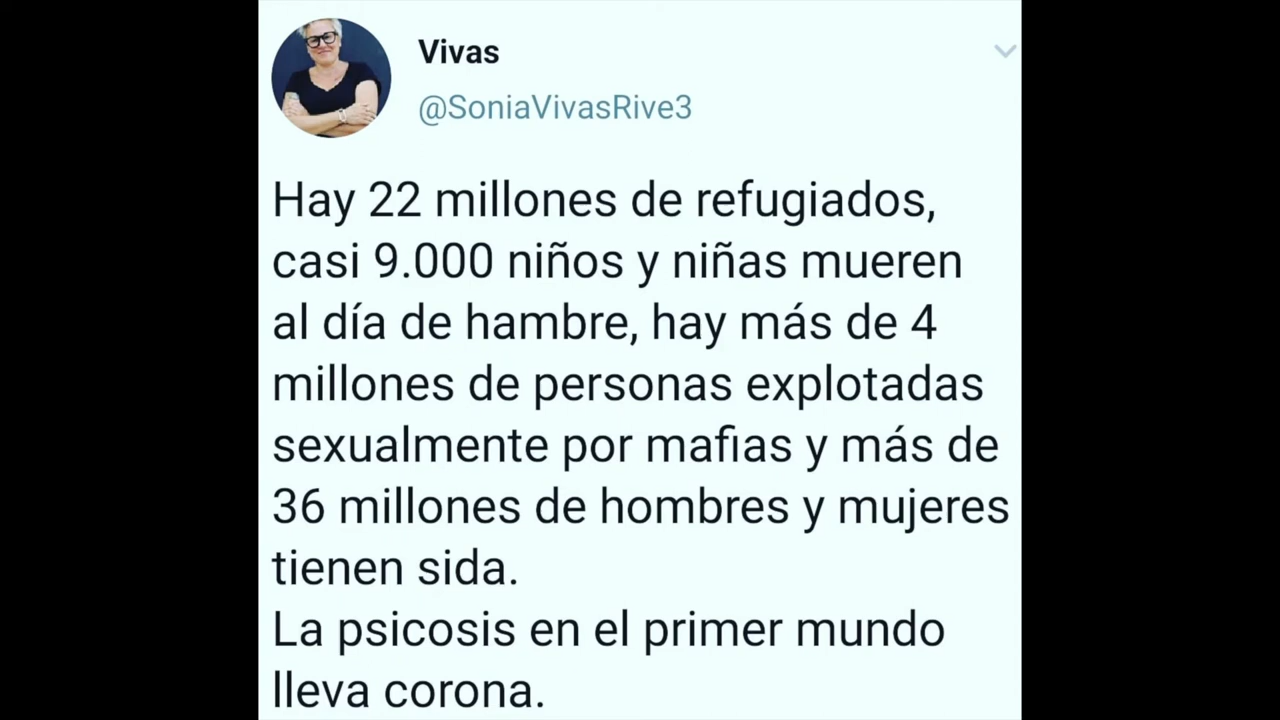 Vivas
@SoniaVivasRive3
Hay 22 millones de refugiados,
casi 9.000 niños y niñas mueren
al día de hambre, hay más de 4
millones de personas explotadas
sexualmente por mafias y más de
36 millones de hombres y mujeres
tienen sida.
La psicosis en el primer mundo
lleva corona.